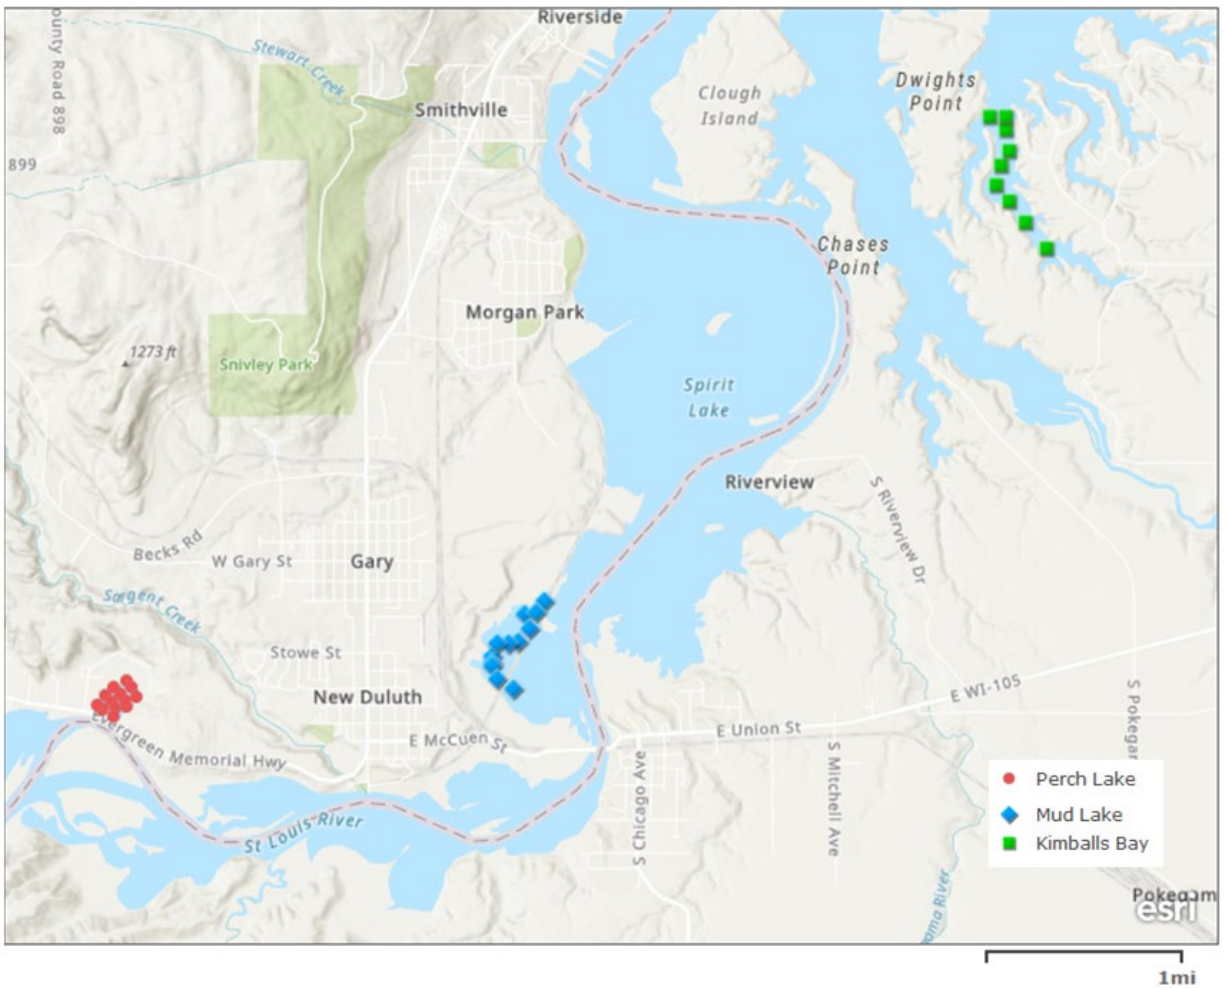 Riverside
ounty Road 898
Stewart Creek
Smithville
Clough
Island
Dwights
Point
899
Chases
Point
Morgan Park
1273 ft
Snivley Park
Spirit
Lake
Riverview
S Riverview Dr
Becks Rd
W Gary St
Gary
Sargent Creek
Stowe St
New Duluth
E WI-105
S Pokegar
Evergreen Memorial Hwy
E McCuen St
E Union St
S Chicago Ave
S Mitchell Ave
St Louis River
Perch Lake
Mud Lake
Kimballs Bay
ama River
Pokegam
esri
1mi